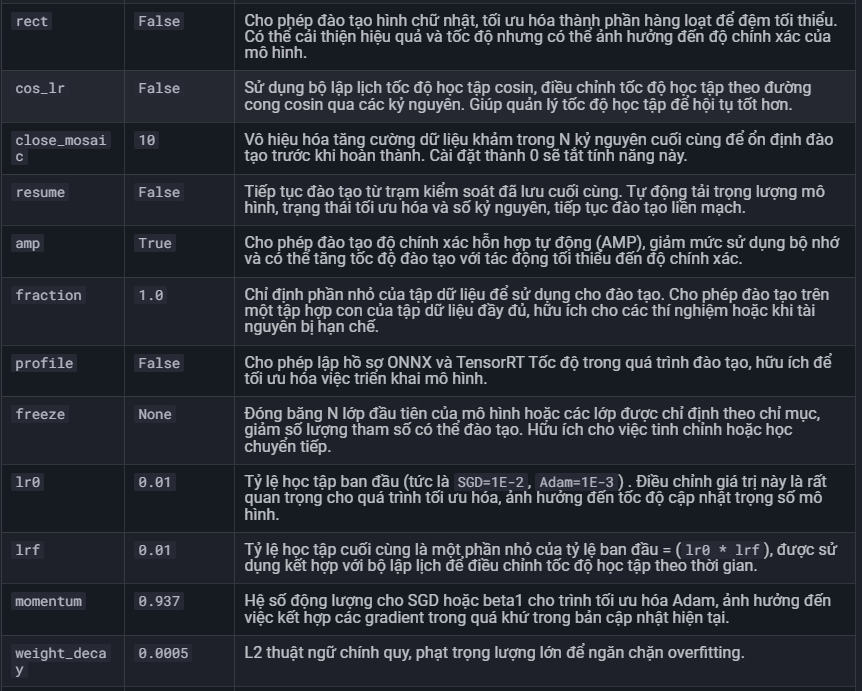 rect False Cho phép đào tạo hình chữ nhật, tối ưu hóa thành phần hàng loạt để đệm tối thiểu.
Có thể cải thiện hiệu quả và tốc độ nhưng có thể ảnh hưởng đến độ chính xác của
mô hình.
cos_lr False Sử dụng bộ lập lịch tốc độ học tập cosin, điều chỉnh tốc độ học tập theo đường
cong cosin qua các kỷ nguyên. Giúp quản lý tốc độ học tập để hội tụ tốt hơn.
close_mosai 10 Vô hiệu hóa tăng cường dữ liệu khảm trong N kỷ nguyên cuối cùng để ổn định đào
c tạo trước khi hoàn thành. Cài đặt thành 0 sẽ tắt tính năng này.
resume False Tiếp tục đào tạo từ trạm kiểm soát đã lưu cuối cùng. Tự động tải trọng lượng mô
hình, trạng thái tối ưu hóa và số kỷ nguyên, tiếp tục đào tạo liền mạch.
amp True Cho phép đào tạo độ chính xác hỗn hợp tự động (AMP), giảm mức sử dụng bộ nhớ
và có thể tăng tốc độ đào tạo với tác động tối thiểu đến độ chính xác.
fraction 1.0 Chỉ định phần nhỏ của tập dữ liệu để sử dụng cho đào tạo. Cho phép đào tạo trên
một tập hợp con của tập dữ liệu đầy đủ, hữu ích cho các thí nghiệm hoặc khi tài
nguyên bị hạn chế.
profile False Cho phép lập hồ sơ ONNX và TensorRT Tốc độ trong quá trình đào tạo, hữu ích để
tối ưu hóa việc triển khai mô hình.
freeze None Đóng băng N lớp đầu tiên của mô hình hoặc các lớp được chỉ định theo chỉ mục,
giảm số lượng tham số có thể đào tạo. Hữu ích cho việc tinh chỉnh hoặc học
chuyển tiếp.
lr0 0.01 Tỷ lệ học tập ban đầu (tức là SGD=1E-2, Adam=1E-3) . Điều chỉnh giá trị này là rất
quan trọng cho quá trình tối ưu hóa, ảnh hưởng đến tốc độ cập nhật trọng số mô
hình.
lrf 0.01 Tỷ lệ học tập cuối cùng là một phần nhỏ của tỷ lệ ban đầu = (lr0 * lrf), được sử
dụng kết hợp với bộ lập lịch để điều chỉnh tốc độ học tập theo thời gian.
momentum 0.937 Hệ số động lượng cho SGD hoặc beta1 cho trình tối ưu hóa Adam, ảnh hưởng đến
việc kết hợp các gradient trong quá khứ trong bản cập nhật hiện tại.
weight_deca 0.0005 L2 thuật ngữ chính quy, phạt trọng lượng lớn để ngăn chặn overfitting.
y